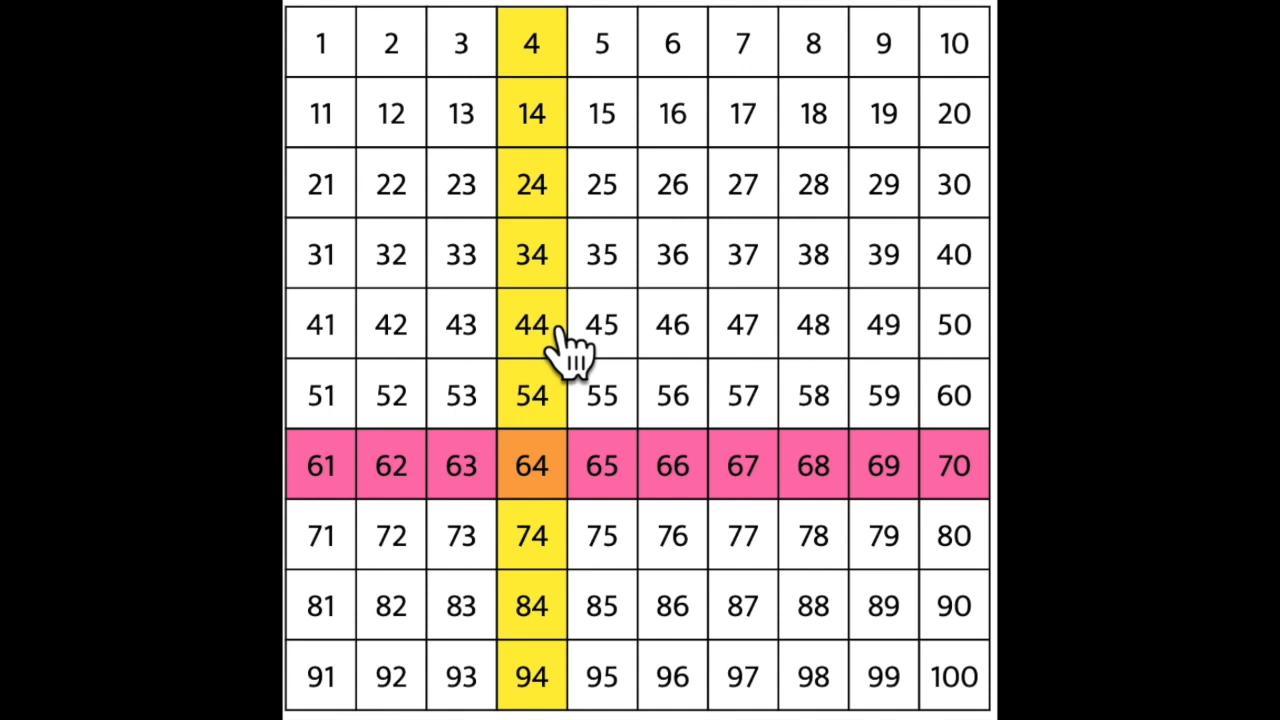 1 2 3 4 5 6 7 8 9 10
11 12 13 14 15 16 17 18 19 20
21 22 23 24 25 26 27 28 29 30
31 32 33 34 35 36 37 38 39 40
41 42 43 44 45 46 47 48 49 50
51 52 53 54 55 56 57 58 59 60
61 62 63 64 65 66 67 68 69 70
71 72 73 74 75 76 77 78 79 80
81 82 83 84 85 86 87 88 89 90
91 92 93 94 95 96 97 98 99 100